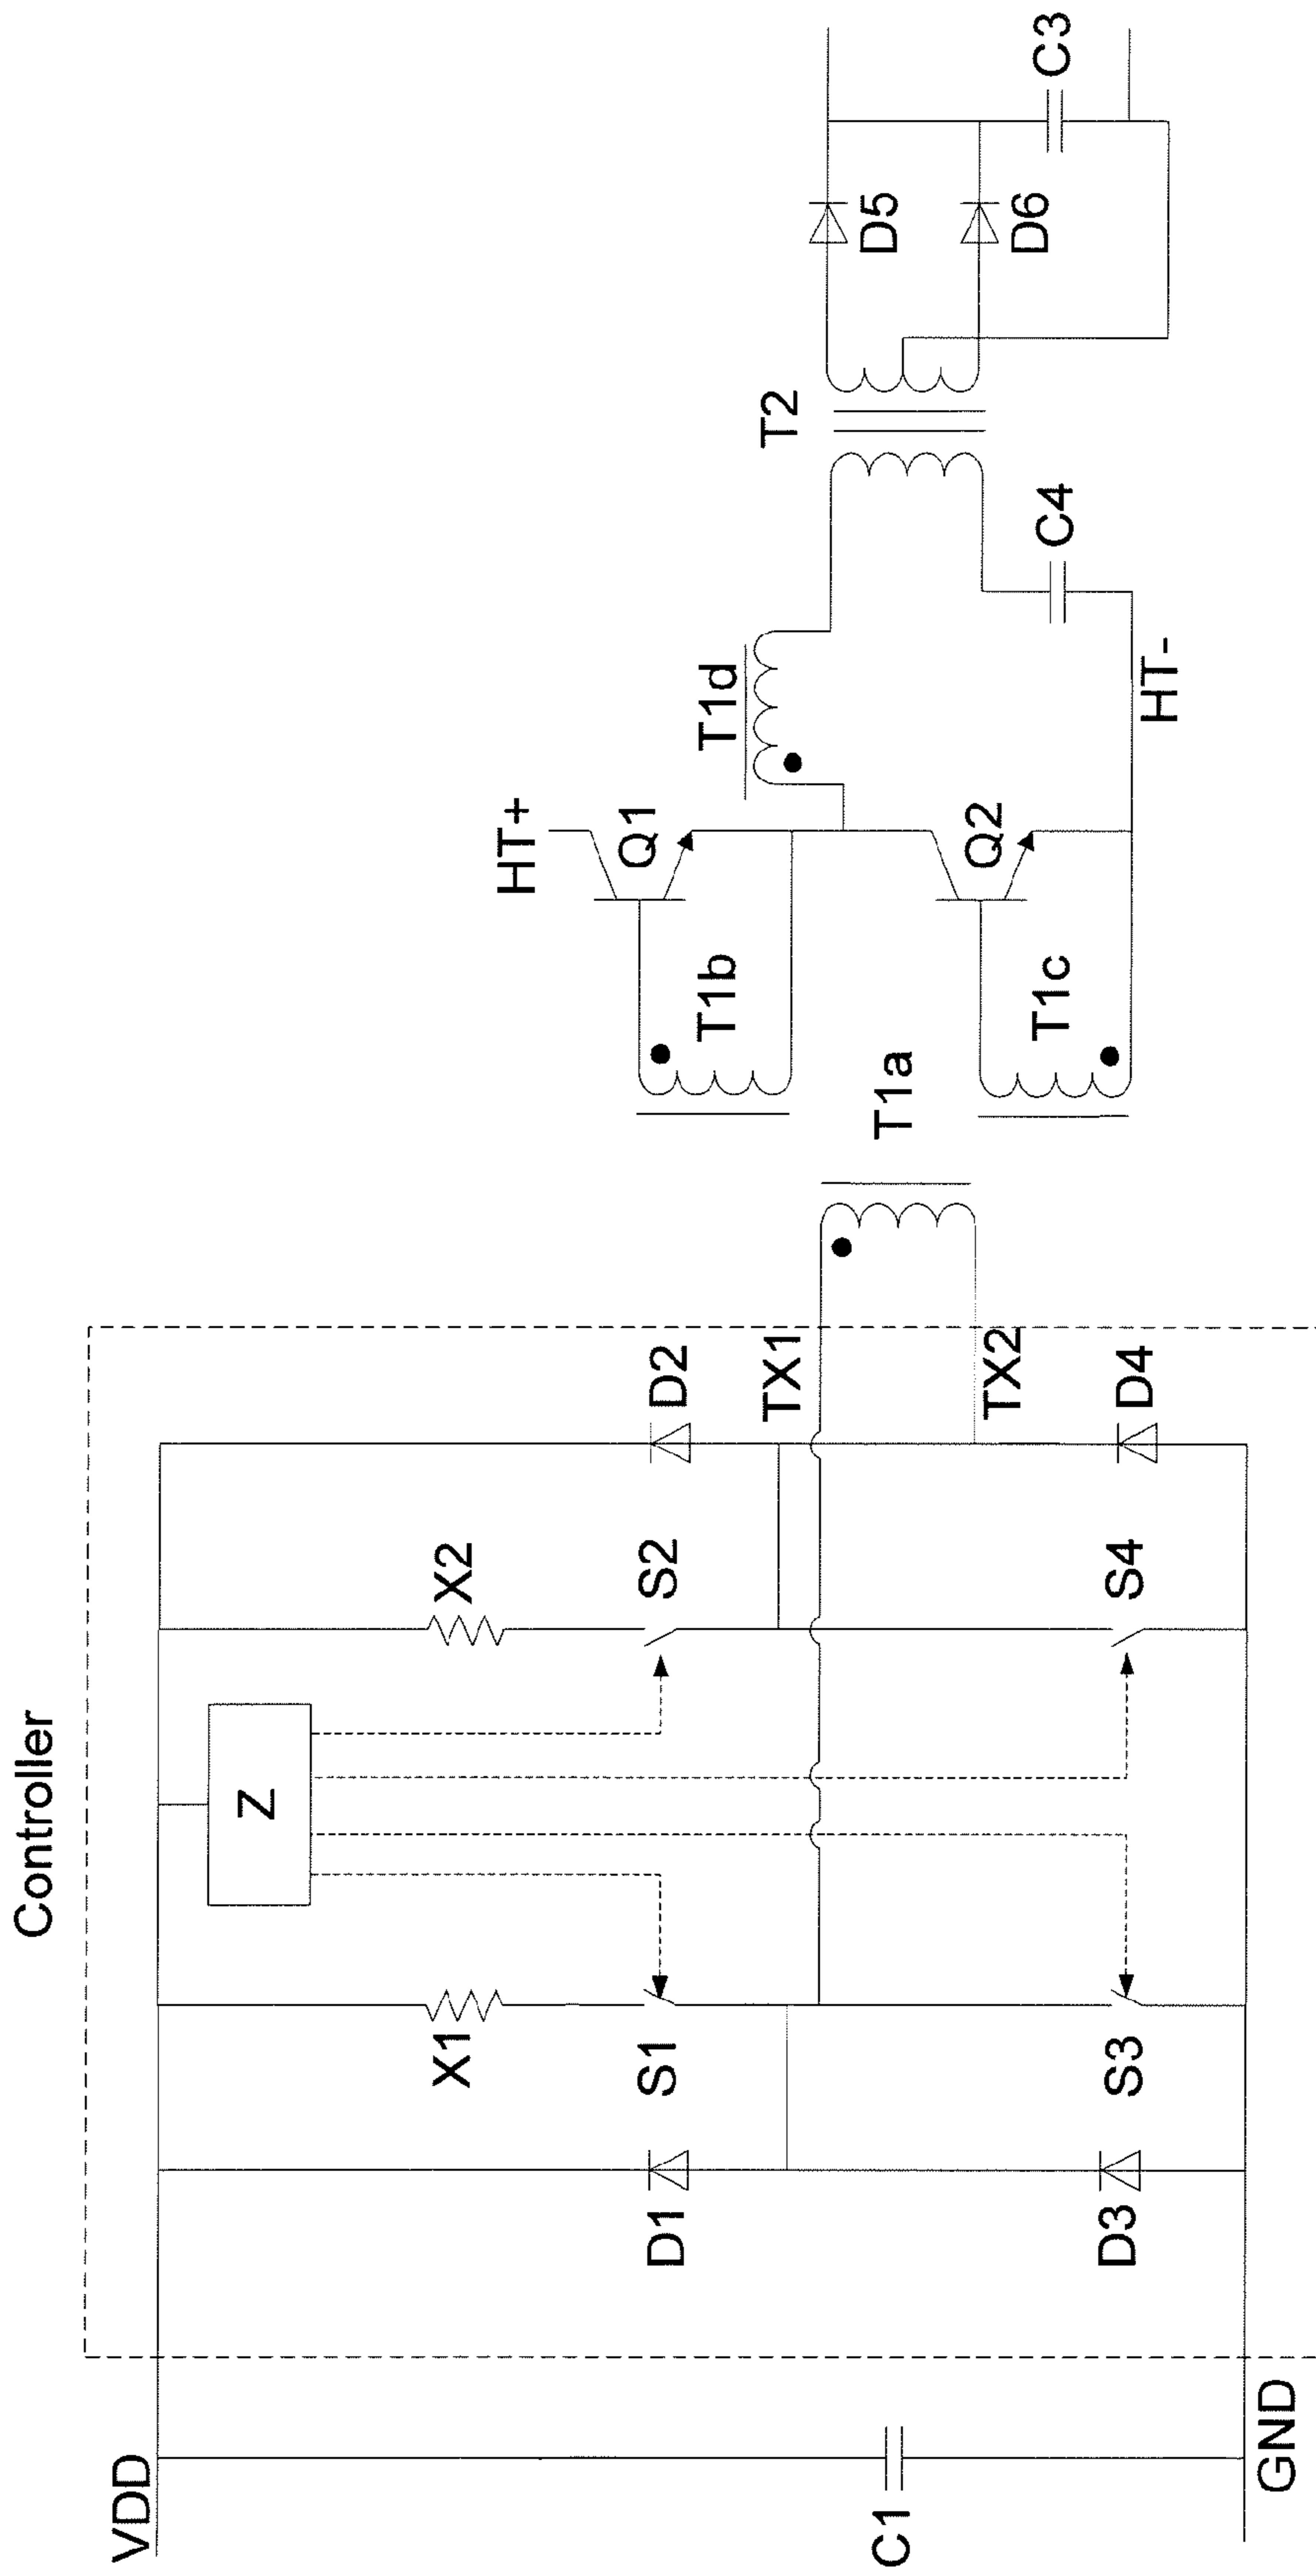 Controller
VDD
Z
X1
X2
D1
S1
S2
D2
TX1
TX2
C1
D3
S3
S4
D4
GND
T1a
T1b
T1c
HT+
Q1
Q2
T1d
HT-
T2
C4
D5
D6
C3